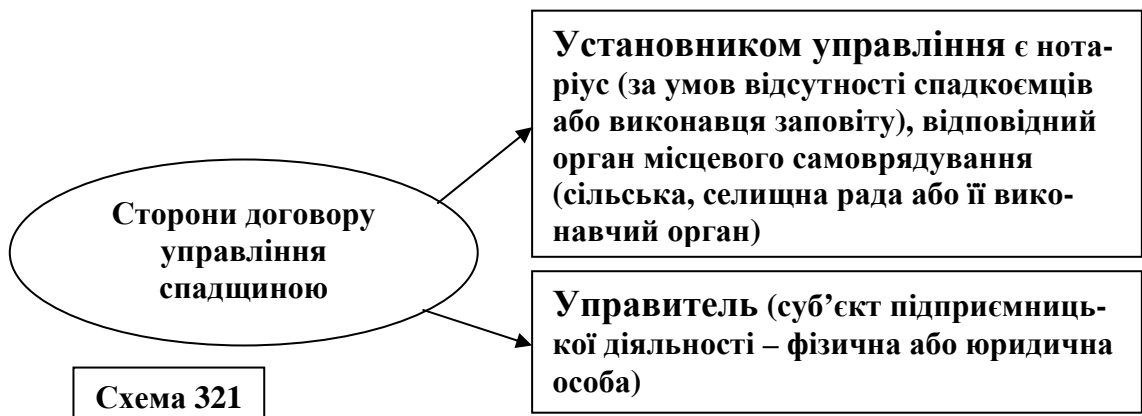 Установником управління є нота-
ріус (за умов відсутності спадкоємців
або виконавця заповіту), відповідний
орган місцевого самоврядування
(сільська, селищна рада або її вико-
навчий орган)
Сторони договору
управління
спадщиною
Управитель (суб’єкт підприємниць-
кої діяльності – фізична або юридична
особа)
Схема 321